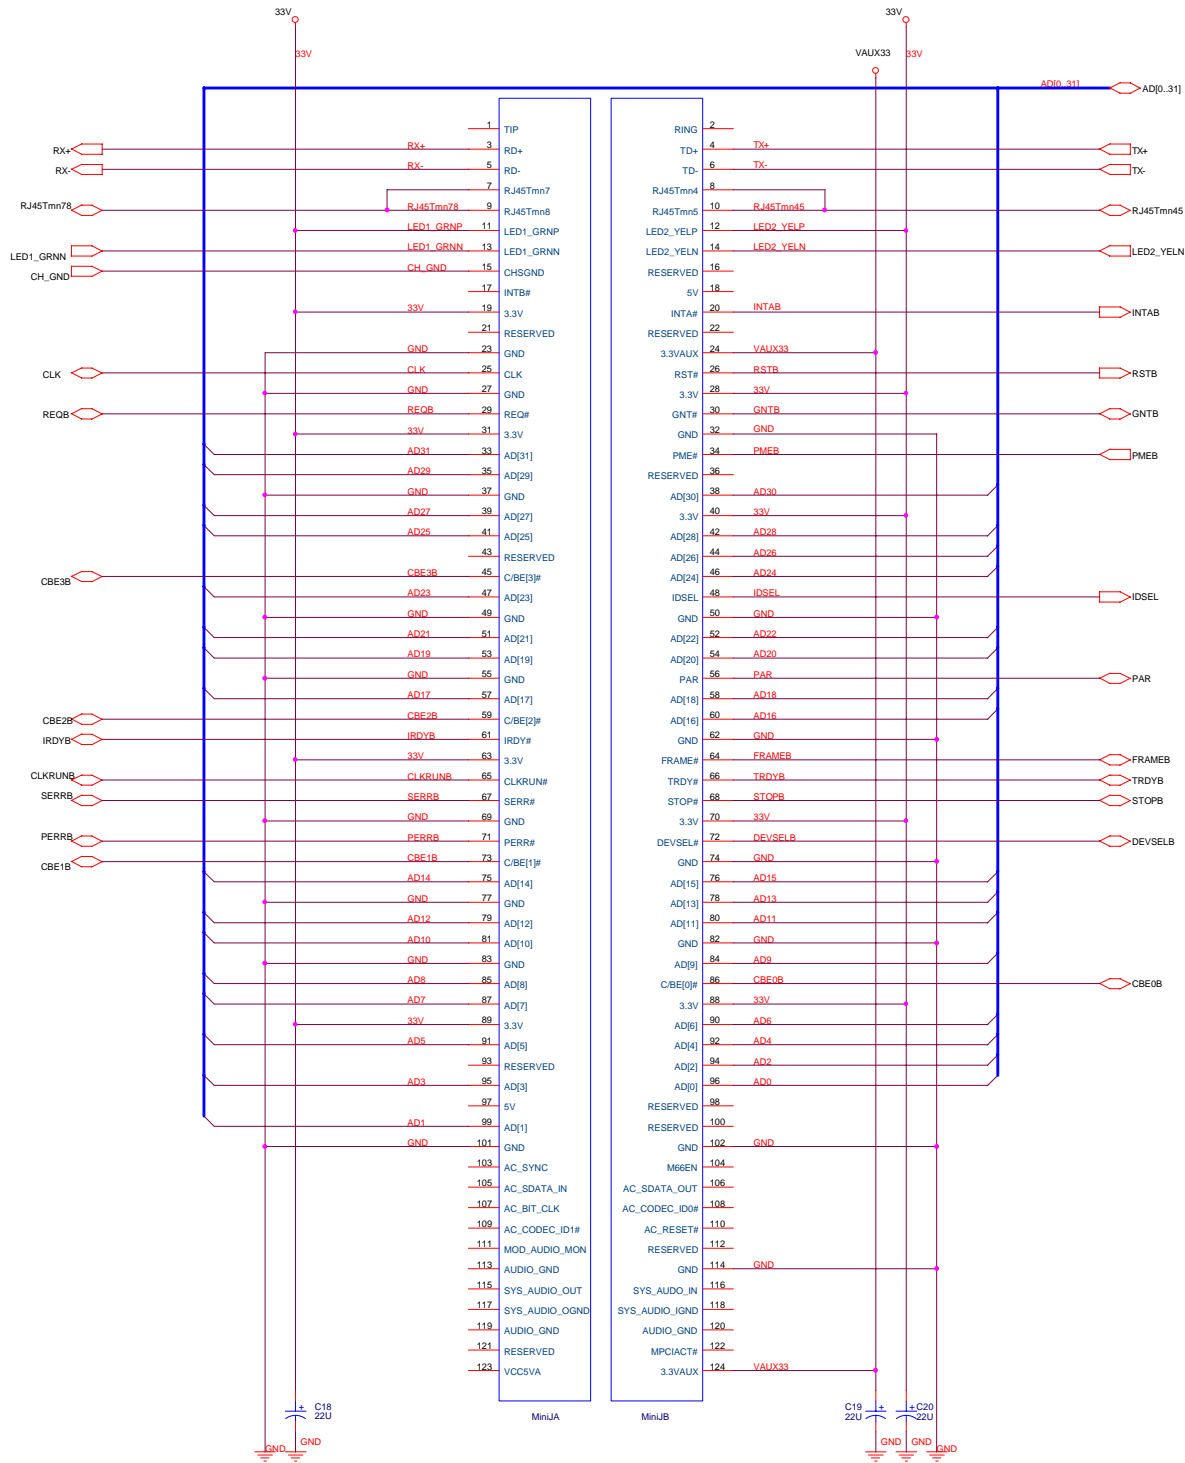 33V 33V
33V VAUX33 33V
AD[0..31] AD[0..31]
1 TIP RING 2
RX+ RX+ 3 RD+ TD+ 4 TX+ TX+
RX- RX- 5 RD- TD- 6 TX- TX-
7 RJ45Tmn7 RJ45Tmn4 8
RJ45Tmn78 RJ45Tmn78 9 RJ45Tmn8 RJ45Tmn5 10 RJ45Tmn45 RJ45Tmn45
LED1_GRNP 11 LED1_GRNP LED2_YELP 12 LED2_YELP
LED1_GRNN LED1_GRNN 13 LED1_GRNN LED2_YELN 14 LED2_YELN LED2_YELN
CH_GND CH_GND 15 CHSGND RESERVED 16
17 INTB# 5V 18
33V 19 3.3V INTA# 20 INTAB INTAB
21 RESERVED RESERVED 22
GND 23 GND 3.3VAUX 24 VAUX33
CLK CLK 25 CLK RST# 26 RSTB RSTB
GND 27 GND 3.3V 28 33V
REQB REQB 29 REQ# GNT# 30 GNTB GNTB
33V 31 3.3V GND 32 GND
AD31 33 AD[31] PME# 34 PMEB PMEB
AD29 35 AD[29] RESERVED 36
GND 37 GND AD[30] 38 AD30
AD27 39 AD[27] 3.3V 40 33V
AD25 41 AD[25] AD[28] 42 AD28
43 RESERVED AD[26] 44 AD26
CBE3B CBE3B 45 C/BE[3]# AD[24] 46 AD24
AD23 47 AD[23] IDSEL 48 IDSEL IDSEL
GND 49 GND GND 50 GND
AD21 51 AD[21] AD[22] 52 AD22
AD19 53 AD[19] AD[20] 54 AD20
GND 55 GND PAR 56 PAR PAR
AD17 57 AD[17] AD[18] 58 AD18
CBE2B CBE2B 59 C/BE[2]# AD[16] 60 AD16
IRDYB IRDYB 61 IRDY# GND 62 GND
33V 63 3.3V FRAME# 64 FRAMEB FRAMEB
CLKRUNB CLKRUNB 65 CLKRUN# TRDY# 66 TRDYB TRDYB
SERRB SERRB 67 SERR# STOP# 68 STOPB STOPB
GND 69 GND 3.3V 70 33V
PERRB PERRB 71 PERR# DEVSEL# 72 DEVSELB DEVSELB
CBE1B CBE1B 73 C/BE[1]# GND 74 GND
AD14 75 AD[14] AD[15] 76 AD15
GND 77 GND AD[13] 78 AD13
AD12 79 AD[12] AD[11] 80 AD11
AD10 81 AD[10] GND 82 GND
GND 83 GND AD[9] 84 AD9
AD8 85 AD[8] C/BE[0]# 86 CBE0B CBE0B
AD7 87 AD[7] 3.3V 88 33V
33V 89 3.3V AD[6] 90 AD6
AD5 91 AD[5] AD[4] 92 AD4
93 RESERVED AD[2] 94 AD2
AD3 95 AD[3] AD[0] 96 AD0
97 5V RESERVED 98
AD1 99 AD[1] RESERVED 100
GND 101 GND GND 102 GND
103 AC_SYNC M66EN 104
105 AC_SDATA_IN AC_SDATA_OUT 106
107 AC_BIT_CLK AC_CODEC_ID0# 108
109 AC_CODEC_ID1# AC_RESET# 110
111 MOD_AUDIO_MON RESERVED 112
113 AUDIO_GND GND 114 GND
115 SYS_AUDIO_OUT SYS_AUDO_IN 116
117 SYS_AUDIO_OGND SYS_AUDIO_IGND 118
119 AUDIO_GND AUDIO_GND 120
121 RESERVED MPCIACT# 122
123 VCC5VA 3.3VAUX 124 VAUX33
C18 + C19 + + C20
22U MiniJA MiniJB 22U 22U
GND GND GND GND GND